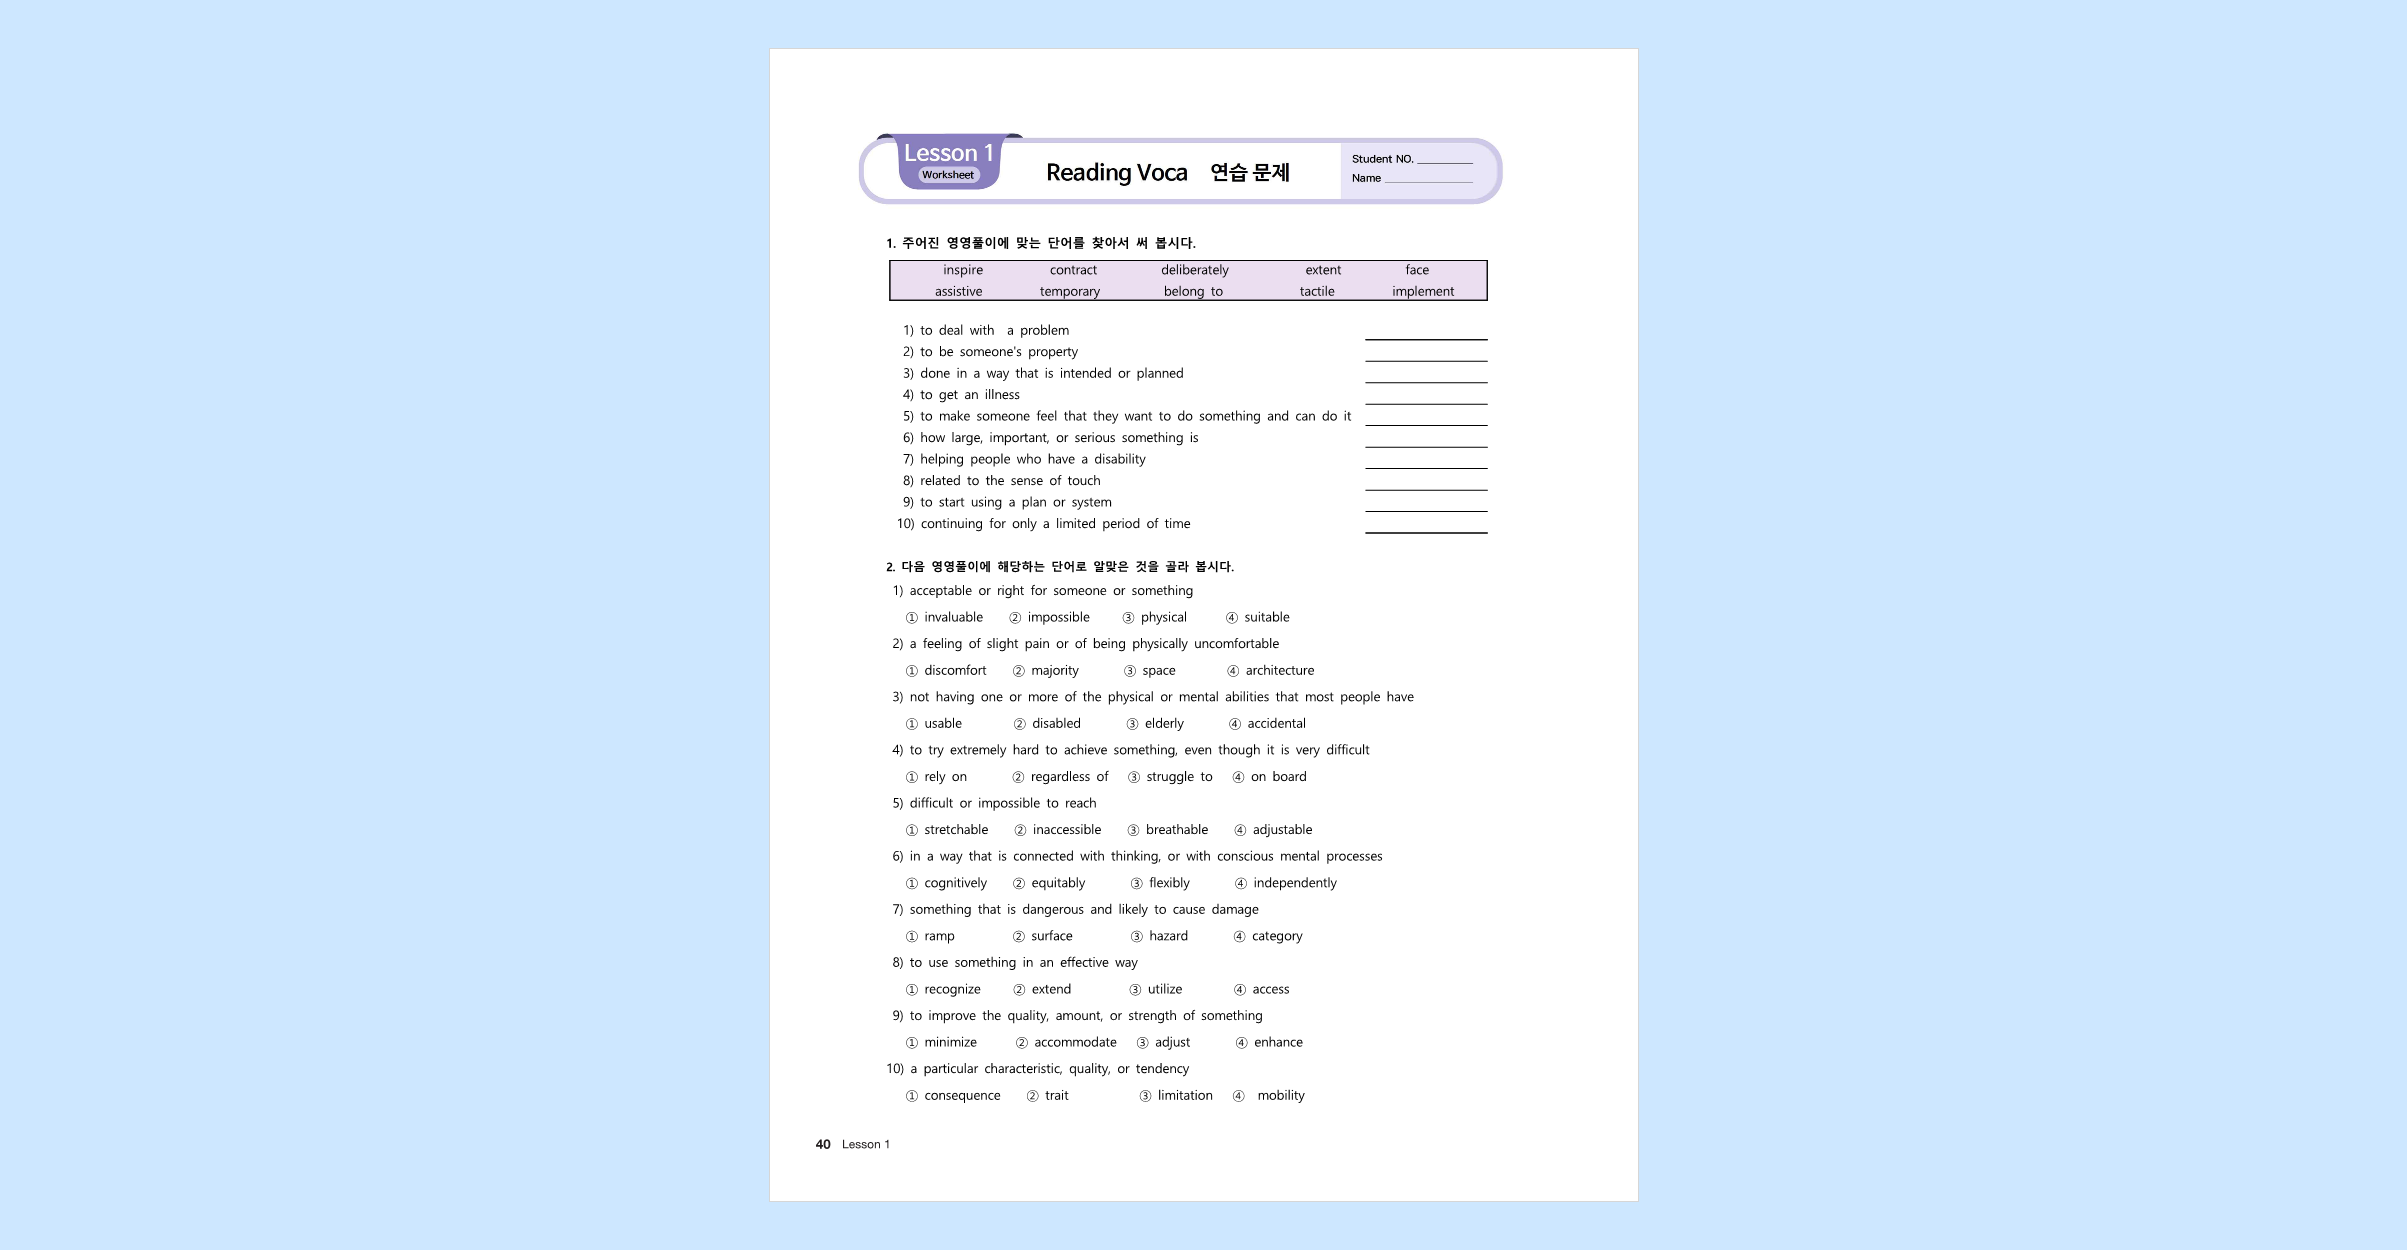 Lesson 1
Worksheet
Reading Voca 연습 문제
Student NO. __________
Name __________
1. 주어진 영영풀이에 맞는 단어를 찾아서 써 봅시다.
inspire contract deliberately extent face
assistive temporary belong to tactile implement
1) to deal with a problem
2) to be someone's property
3) done in a way that is intended or planned
4) to get an illness
5) to make someone feel that they want to do something and can do it
6) how large, important, or serious something is
7) helping people who have a disability
8) related to the sense of touch
9) to start using a plan or system
10) continuing for only a limited period of time
2. 다음 영영풀이에 해당하는 단어로 알맞은 것을 골라 봅시다.
1) acceptable or right for someone or something
① invaluable ② impossible ③ physical ④ suitable
2) a feeling of slight pain or of being physically uncomfortable
① discomfort ② majority ③ space ④ architecture
3) not having one or more of the physical or mental abilities that most people have
① usable ② disabled ③ elderly ④ accidental
4) to try extremely hard to achieve something, even though it is very difficult
① rely on ② regardless of ③ struggle to ④ on board
5) difficult or impossible to reach
① stretchable ② inaccessible ③ breathable ④ adjustable
6) in a way that is connected with thinking, or with conscious mental processes
① cognitively ② equitably ③ flexibly ④ independently
7) something that is dangerous and likely to cause damage
① ramp ② surface ③ hazard ④ category
8) to use something in an effective way
① recognize ② extend ③ utilize ④ access
9) to improve the quality, amount, or strength of something
① minimize ② accommodate ③ adjust ④ enhance
10) a particular characteristic, quality, or tendency
① consequence ② trait ③ limitation ④ mobility
40 Lesson 1